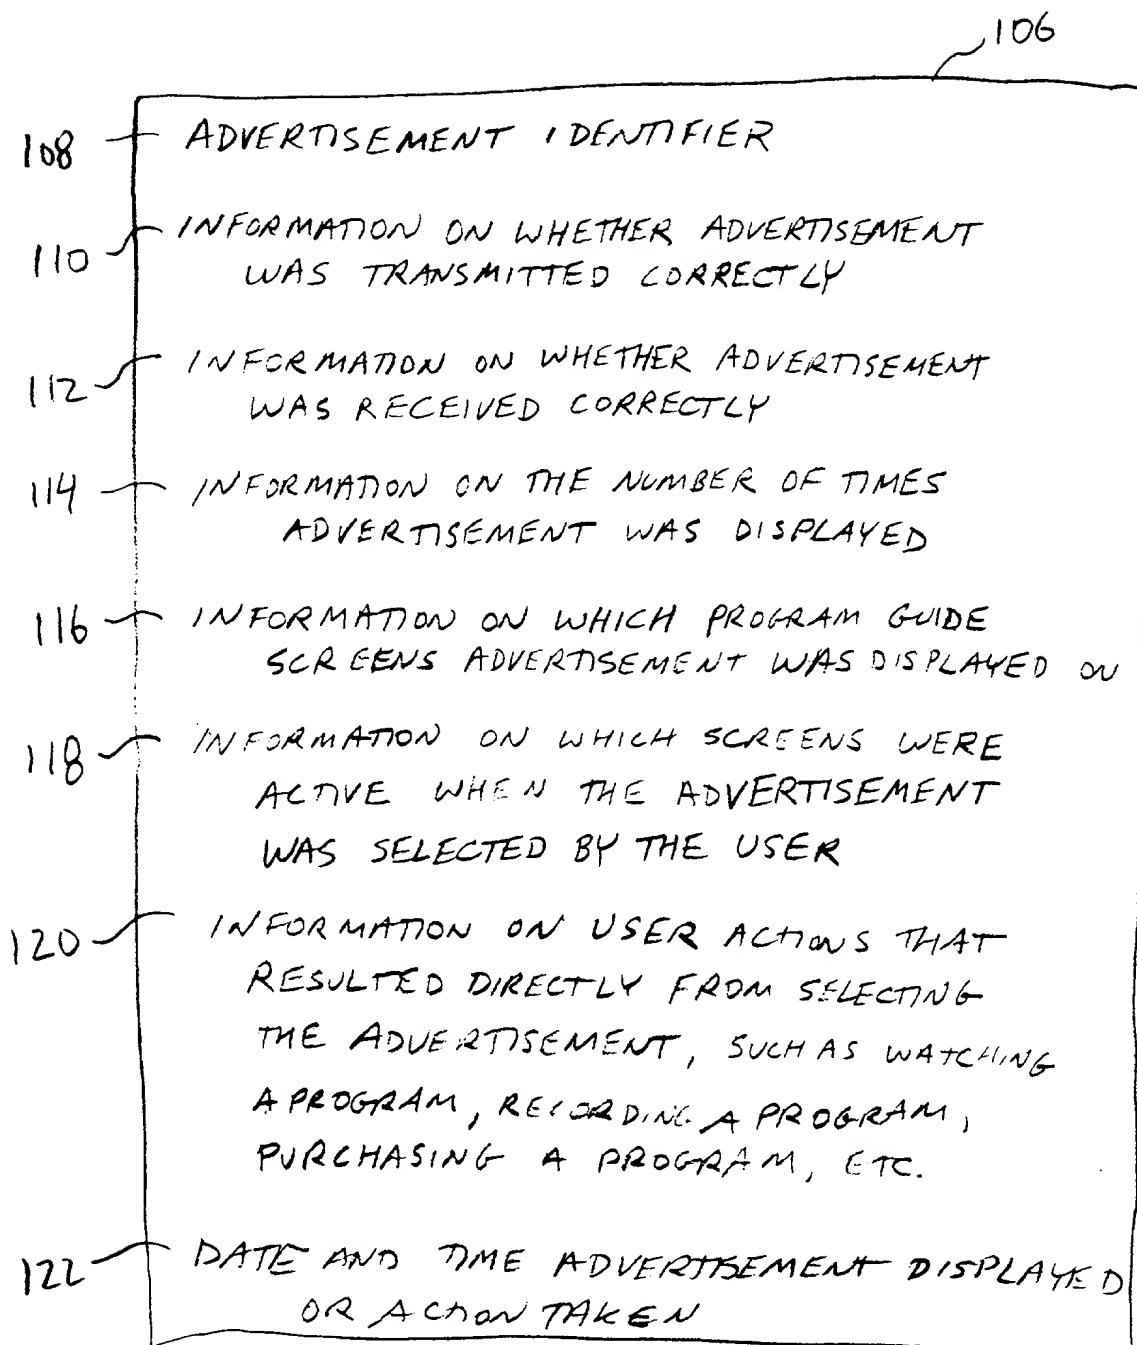 106
108 ADVERTISEMENT IDENTIFIER
110 INFORMATION ON WHETHER ADVERTISEMENT
WAS TRANSMITTED CORRECTLY
112 INFORMATION ON WHETHER ADVERTISEMENT
WAS RECEIVED CORRECTLY
114 INFORMATION ON THE NUMBER OF TIMES
ADVERTISEMENT WAS DISPLAYED
116 INFORMATION ON WHICH PROGRAM GUIDE
SCREENS ADVERTISEMENT WAS DISPLAYED ON
118 INFORMATION ON WHICH SCREENS WERE
ACTIVE WHEN THE ADVERTISEMENT
WAS SELECTED BY THE USER
120 INFORMATION ON USER ACTIONS THAT
RESULTED DIRECTLY FROM SELECTING
THE ADVERTISEMENT, SUCH AS WATCHING
A PROGRAM, RECORDING A PROGRAM,
PURCHASING A PROGRAM, ETC.
122 DATE AND TIME ADVERTISEMENT DISPLAYED
OR ACTION TAKEN